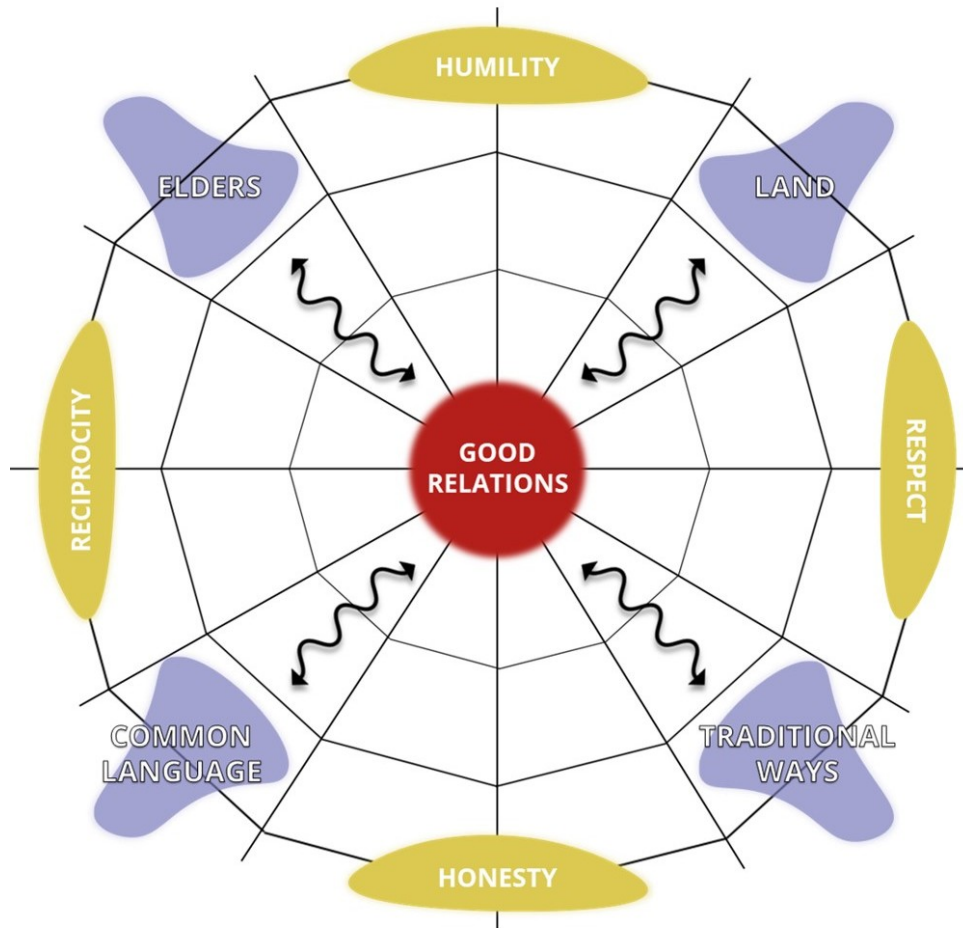 HUMILITY
ELDERS
LAND
RECIPROCITY
GOOD
RELATIONS
RESPECT
COMMON
LANGUAGE
TRADITIONAL
WAYS
HONESTY